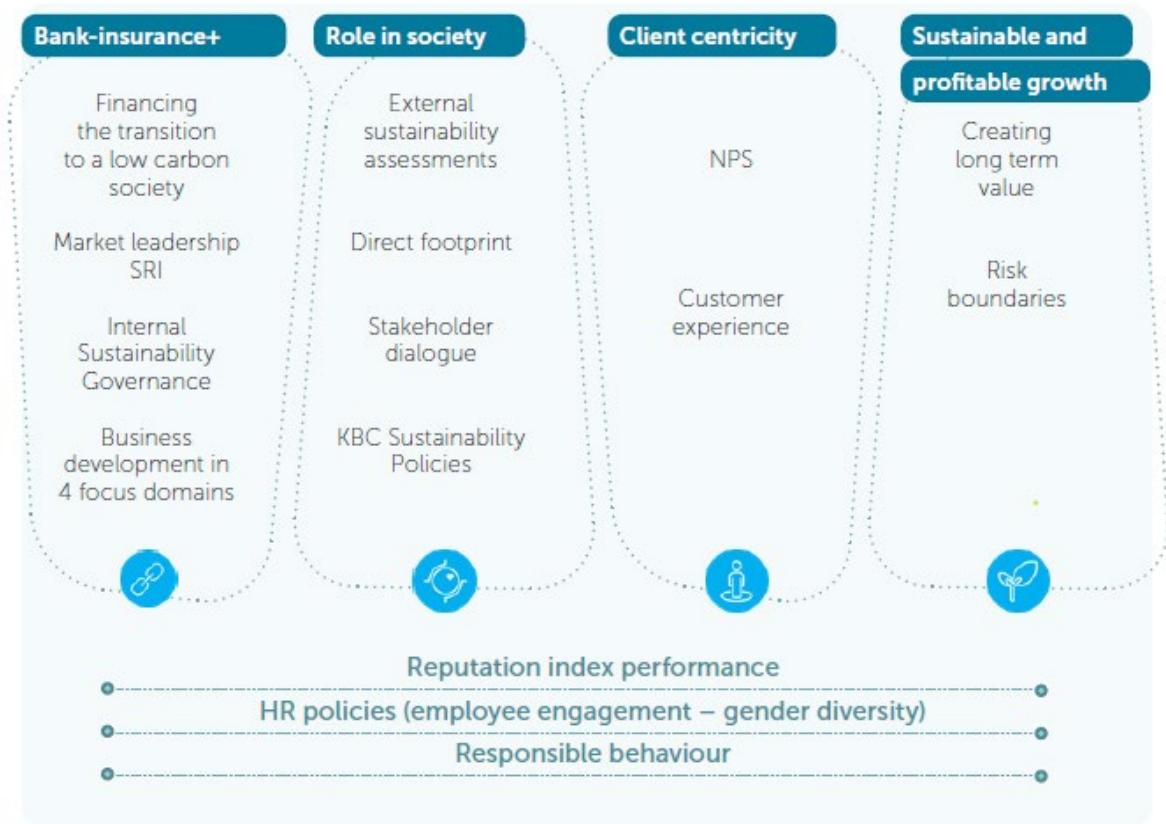 Bank-insurance+
Financing
the transition
to a low carbon
society
Market leadership
SRI
Internal
Sustainability
Governance
Business
development in
4 focus domains
Role in society
External
sustainability
assessments
Direct footprint
Stakeholder
dialogue
KBC Sustainability
Policies
Client centricity
NPS
Customer
experience
Sustainable and
profitable growth
Creating
long term
value
Risk
boundaries
Reputation index performance
HR policies (employee engagement – gender diversity)
Responsible behaviour